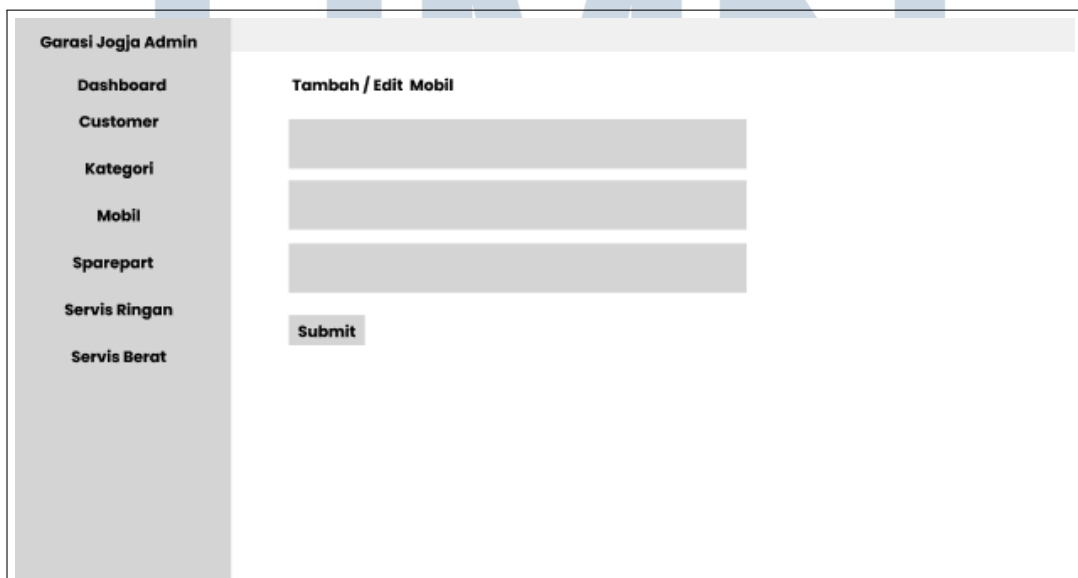 Garasi Jogja Admin
Dashboard
Customer
Kategori
Mobil
Sparepart
Servis Ringan
Servis Berat
Tambah / Edit Mobil
Submit